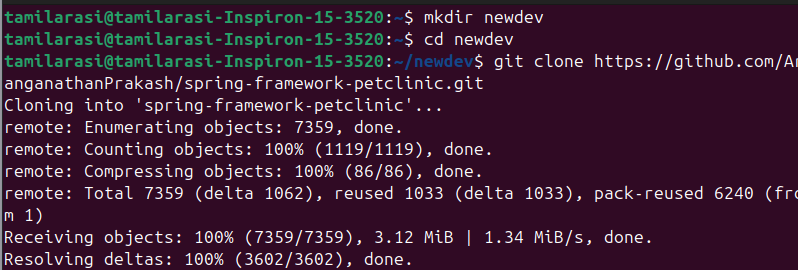 tamilarasi@tamilarasi-Inspiron-15-3520:~$ mkdir newdev
tamilarasi@tamilarasi-Inspiron-15-3520:~$ cd newdev
tamilarasi@tamilarasi-Inspiron-15-3520:~/newdev$ git clone https://github.com/Ar
anganathanPrakash/spring-framework-petclinic.git
Cloning into 'spring-framework-petclinic'...
remote: Enumerating objects: 7359, done.
remote: Counting objects: 100% (1119/1119), done.
remote: Compressing objects: 100% (86/86), done.
remote: Total 7359 (delta 1062), reused 1033 (delta 1033), pack-reused 6240 (fro
m 1)
Receiving objects: 100% (7359/7359), 3.12 MiB | 1.34 MiB/s, done.
Resolving deltas: 100% (3602/3602), done.